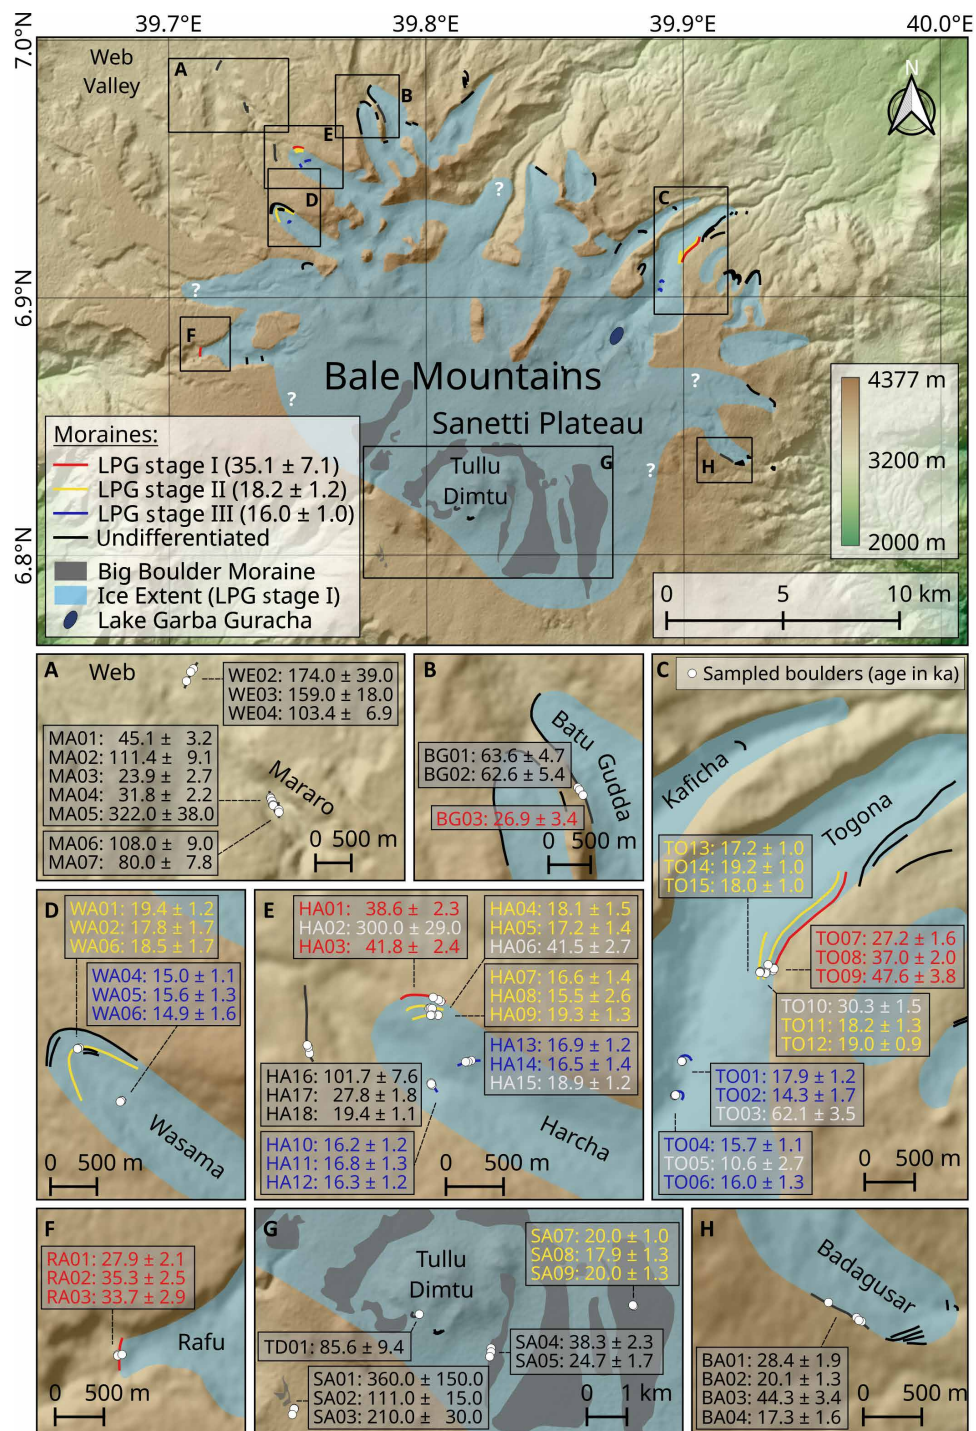 39.7°E 39.8°E 39.9°E 40.0°E
7.0°N
6.9°N
6.8°N
Web
Valley
A
B
C
D
E
F
G
H
N
?
?
?
?
?
Bale Mountains
Sanetti Plateau
Tullu
Dimtu
Moraines:
LPG stage I (35.1 ± 7.1)
LPG stage II (18.2 ± 1.2)
LPG stage III (16.0 ± 1.0)
Undifferentiated
Big Boulder Moraine
Ice Extent (LPG stage I)
Lake Garba Guracha
4377 m
3200 m
2000 m
0 5 10 km
A
Web
WE02: 174.0 ± 39.0
WE03: 159.0 ± 18.0
WE04: 103.4 ± 6.9
MA01: 45.1 ± 3.2
MA02: 111.4 ± 9.1
MA03: 23.9 ± 2.7
MA04: 31.8 ± 2.2
MA05: 322.0 ± 38.0
MA06: 108.0 ± 9.0
MA07: 80.0 ± 7.8
Mararo
0 500 m
B
Batu Gudda
BG01: 63.6 ± 4.7
BG02: 62.6 ± 5.4
BG03: 26.9 ± 3.4
0 500 m
C
Sampled boulders (age in ka)
Kaficha
Togona
TO13: 17.2 ± 1.0
TO14: 19.2 ± 1.0
TO15: 18.0 ± 1.0
TO07: 27.2 ± 1.6
TO08: 37.0 ± 2.0
TO09: 47.6 ± 3.8
TO10: 30.3 ± 1.5
TO11: 18.2 ± 1.3
TO12: 19.0 ± 0.9
TO01: 17.9 ± 1.2
TO02: 14.3 ± 1.7
TO03: 62.1 ± 3.5
TO04: 15.7 ± 1.1
TO05: 10.6 ± 2.7
TO06: 16.0 ± 1.3
0 500 m
D
WA01: 19.4 ± 1.2
WA02: 17.8 ± 1.7
WA06: 18.5 ± 1.7
WA04: 15.0 ± 1.1
WA05: 15.6 ± 1.3
WA06: 14.9 ± 1.6
Wasama
0 500 m
E
HA01: 38.6 ± 2.3
HA02: 300.0 ± 29.0
HA03: 41.8 ± 2.4
HA04: 18.1 ± 1.5
HA05: 17.2 ± 1.4
HA06: 41.5 ± 2.7
HA07: 16.6 ± 1.4
HA08: 15.5 ± 2.6
HA09: 19.3 ± 1.3
HA13: 16.9 ± 1.2
HA14: 16.5 ± 1.4
HA15: 18.9 ± 1.2
HA16: 101.7 ± 7.6
HA17: 27.8 ± 1.8
HA18: 19.4 ± 1.1
HA10: 16.2 ± 1.2
HA11: 16.8 ± 1.3
HA12: 16.3 ± 1.2
Harcha
0 500 m
F
RA01: 27.9 ± 2.1
RA02: 35.3 ± 2.5
RA03: 33.7 ± 2.9
Rafu
0 500 m
G
Tullu
Dimtu
SA07: 20.0 ± 1.0
SA08: 17.9 ± 1.3
SA09: 20.0 ± 1.3
TD01: 85.6 ± 9.4
SA04: 38.3 ± 2.3
SA05: 24.7 ± 1.7
SA01: 360.0 ± 150.0
SA02: 111.0 ± 15.0
SA03: 210.0 ± 30.0
0 1 km
H
Badagusar
BA01: 28.4 ± 1.9
BA02: 20.1 ± 1.3
BA03: 44.3 ± 3.4
BA04: 17.3 ± 1.6
0 500 m